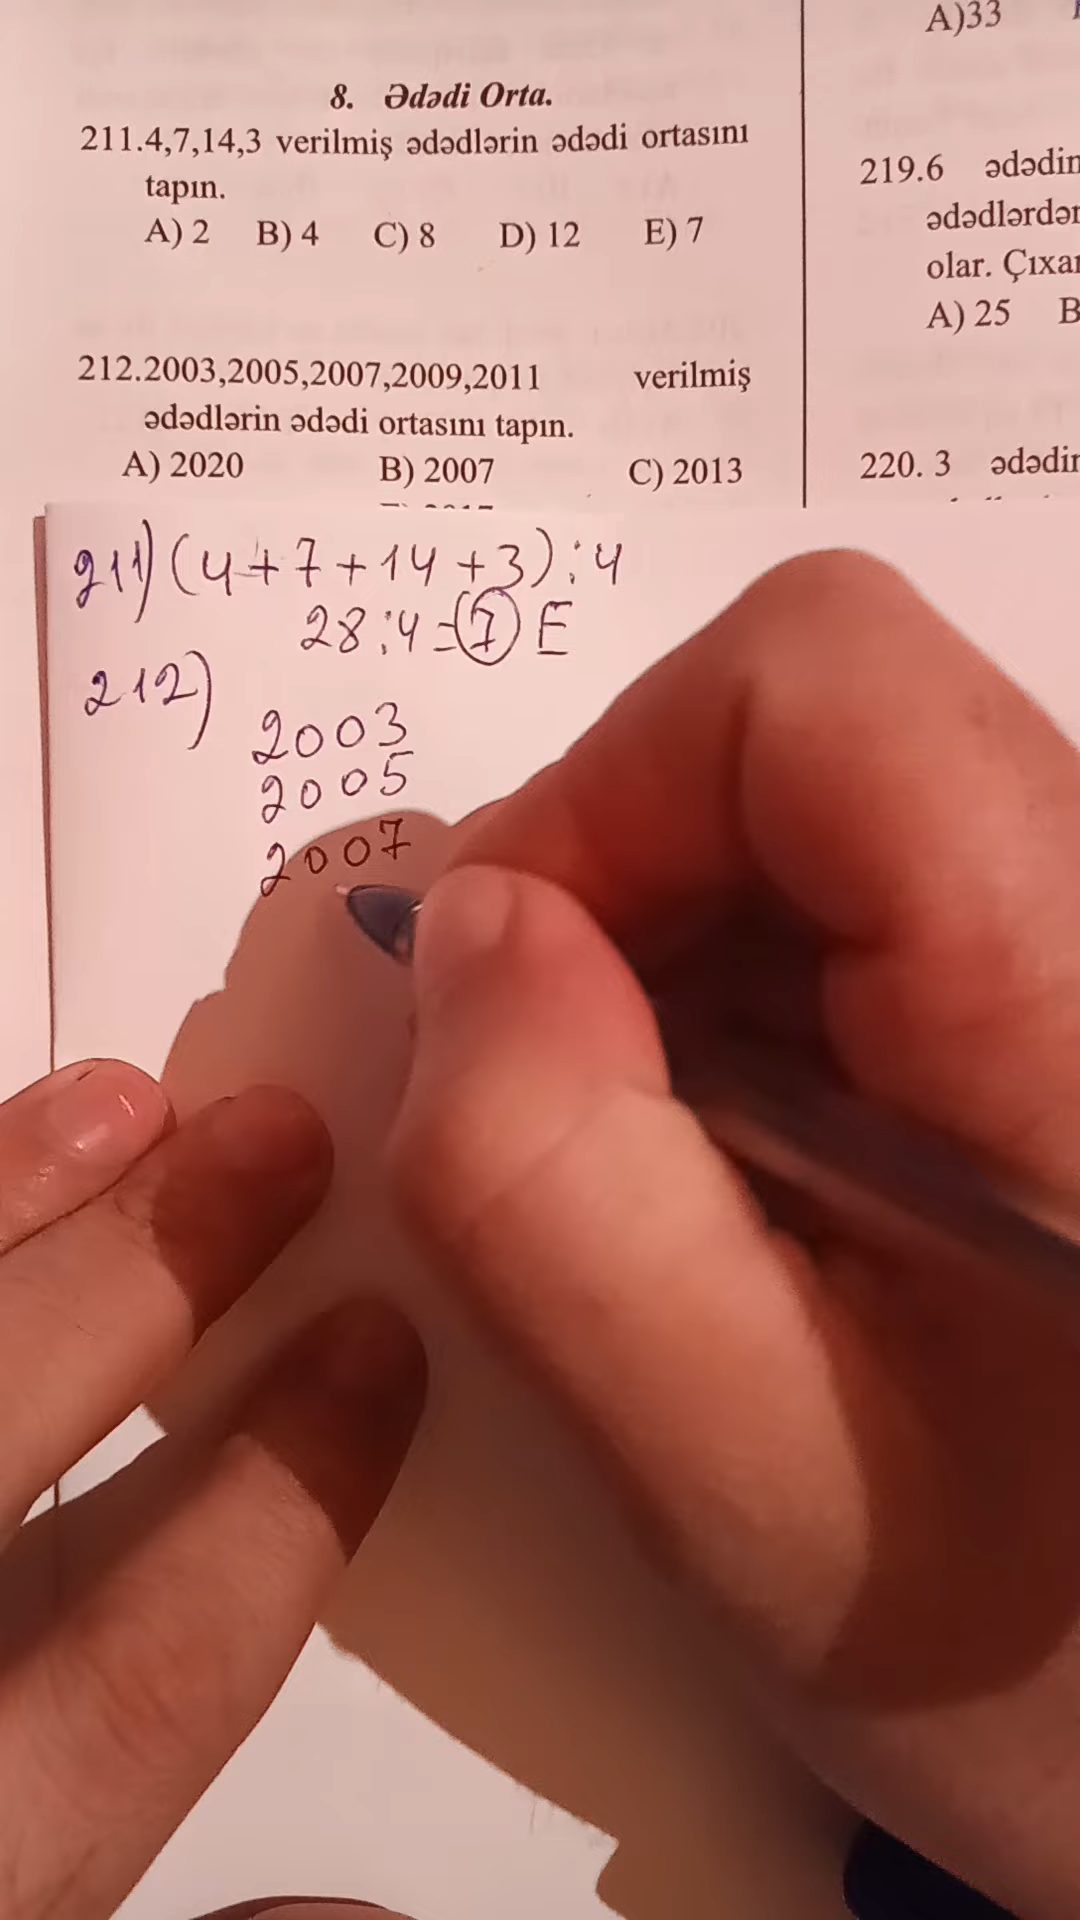 8. Ədədi Orta.
211.4,7,14,3 verilmiş ədədlərin ədədi ortasını
tapın.
A) 2 B) 4 C) 8 D) 12 E) 7
212.2003,2005,2007,2009,2011 verilmiş
ədədlərin ədədi ortasını tapın.
A) 2020 B) 2007 C) 2013
A)33
219.6 ədədin
ədədlərdən
olar. Çıxar
A) 25 B
220. 3 ədədin
211) (4+7+14+3):4
28:4=7 E
212)
2003
2005
2007